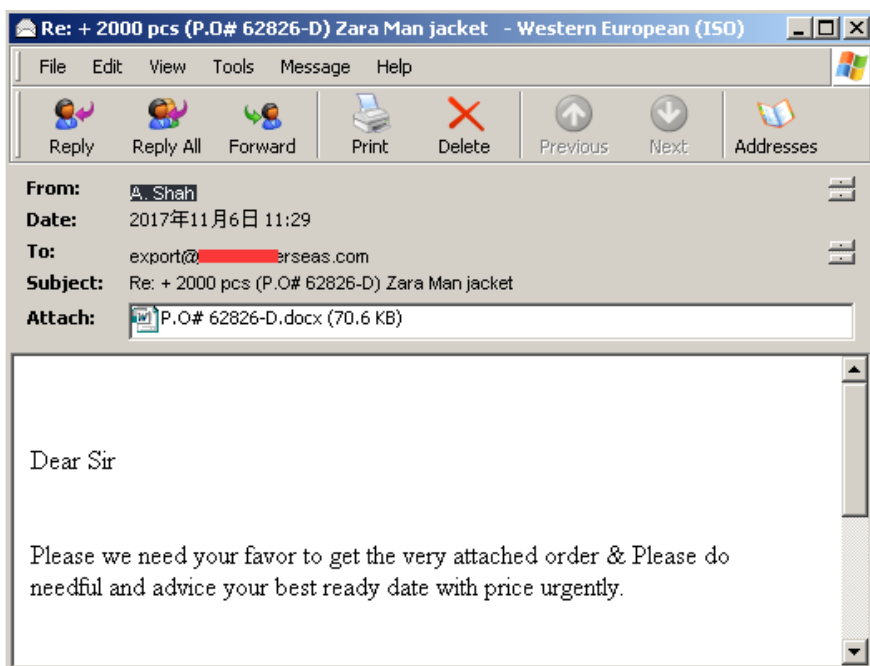 Re: + 2000 pcs (P.O# 62826-D) Zara Man jacket - Western European (ISO)
File Edit View Tools Message Help
Reply Reply All Forward Print Delete Previous Next Addresses
From: A. Shah
Date: 2017年11月6日 11:29
To: export@ erseas.com
Subject: Re: + 2000 pcs (P.O# 62826-D) Zara Man jacket
Attach: P.O# 62826-D.docx (70.6 KB)
Dear Sir
Please we need your favor to get the very attached order & Please do
needful and advice your best ready date with price urgently.